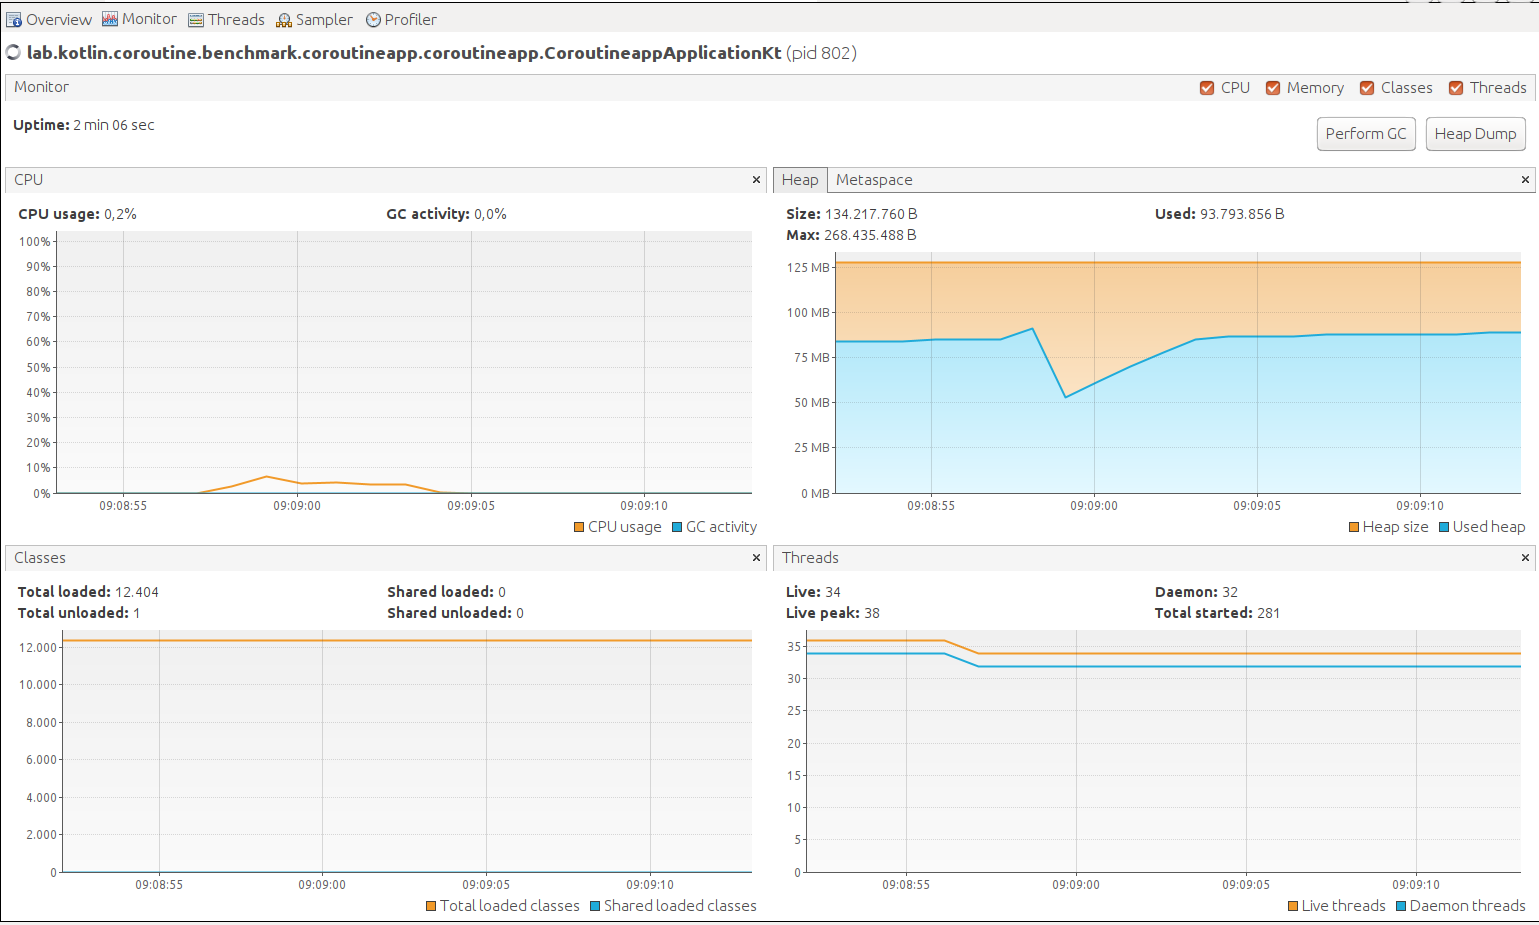 Overview Monitor Threads Sampler Profiler
lab.kotlin.coroutine.benchmark.coroutineapp.coroutineapp.CoroutineappApplicationKt (pid 802)
Monitor CPU Memory Classes Threads
Uptime: 2 min 06 sec
Perform GC Heap Dump
CPU ×
CPU usage: 0,2% GC activity: 0,0%
100%
90%
80%
70%
60%
50%
40%
30%
20%
10%
0%
09:08:55 09:09:00 09:09:05 09:09:10
CPU usage GC activity
Heap Metaspace ×
Size: 134.217.760 B Used: 93.793.856 B
Max: 268.435.488 B
125 MB
100 MB
75 MB
50 MB
25 MB
0 MB
09:08:55 09:09:00 09:09:05 09:09:10
Heap size Used heap
Classes ×
Total loaded: 12.404 Shared loaded: 0
Total unloaded: 1 Shared unloaded: 0
12.000
10.000
8.000
6.000
4.000
2.000
0
09:08:55 09:09:00 09:09:05 09:09:10
Total loaded classes Shared loaded classes
Threads ×
Live: 34 Daemon: 32
Live peak: 38 Total started: 281
35
30
25
20
15
10
5
0
09:08:55 09:09:00 09:09:05 09:09:10
Live threads Daemon threads